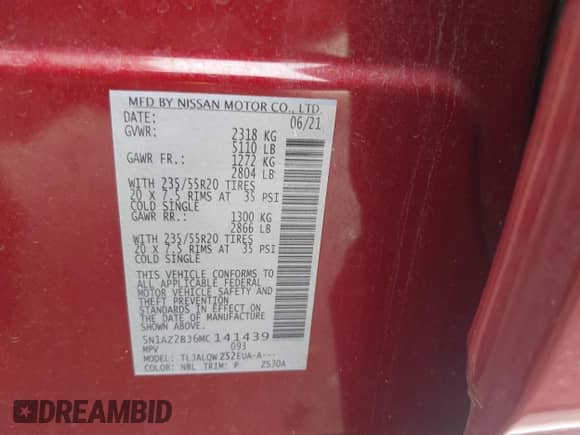 MFD BY NISSAN MOTOR CO., LTD
DATE: 06/21
GVWR: 2318 KG
5110 LB
GAWR FR.: 1272 KG
2804 LB
WITH 235/55R20 TIRES
20 X 7.5 RIMS AT 35 PSI
COLD SINGLE
GAWR RR.: 1300 KG
2866 LB
WITH 235/55R20 TIRES
20 X 7.5 RIMS AT 35 PSI
COLD SINGLE
THIS VEHICLE CONFORMS TO
ALL APPLICABLE FEDERAL
MOTOR VEHICLE SAFETY AND
THEFT PREVENTION
STANDARDS IN EFFECT ON
THE DATE OF MANUFACTURE
SHOWN ABOVE.
5N1AZ2BJ6MC141439
MPV 093
MODEL: TLJALQWZ52EUA-A---
COLOR: NBL TRIM: P Z530A
DREAMBID